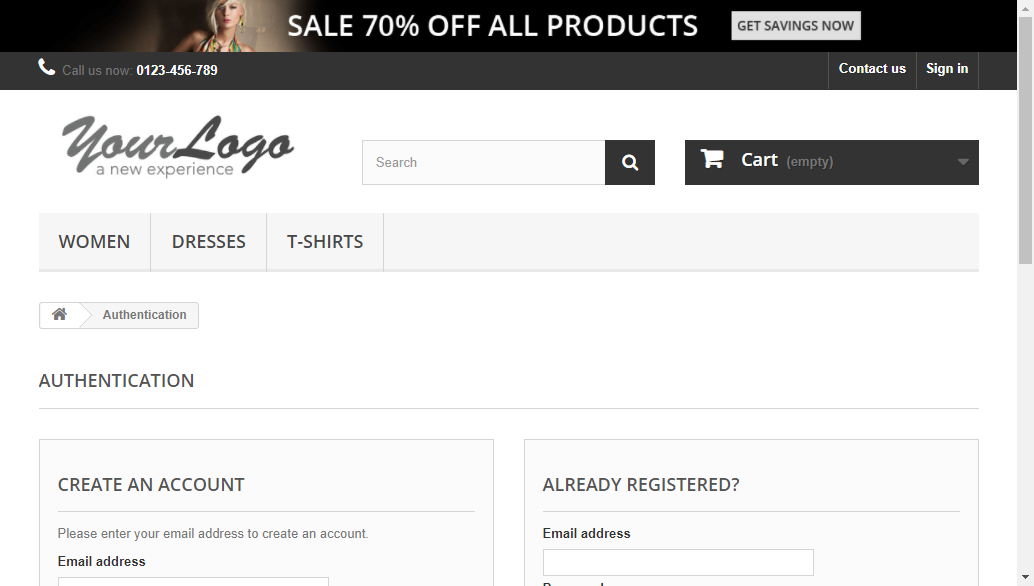 SALE 70% OFF ALL PRODUCTS
GET SAVINGS NOW
Call us now: 0123-456-789
Contact us
Sign in
YourLogo
a new experience
Search
Cart (empty)
WOMEN
DRESSES
T-SHIRTS
Authentication
AUTHENTICATION
CREATE AN ACCOUNT
Please enter your email address to create an account.
Email address
ALREADY REGISTERED?
Email address